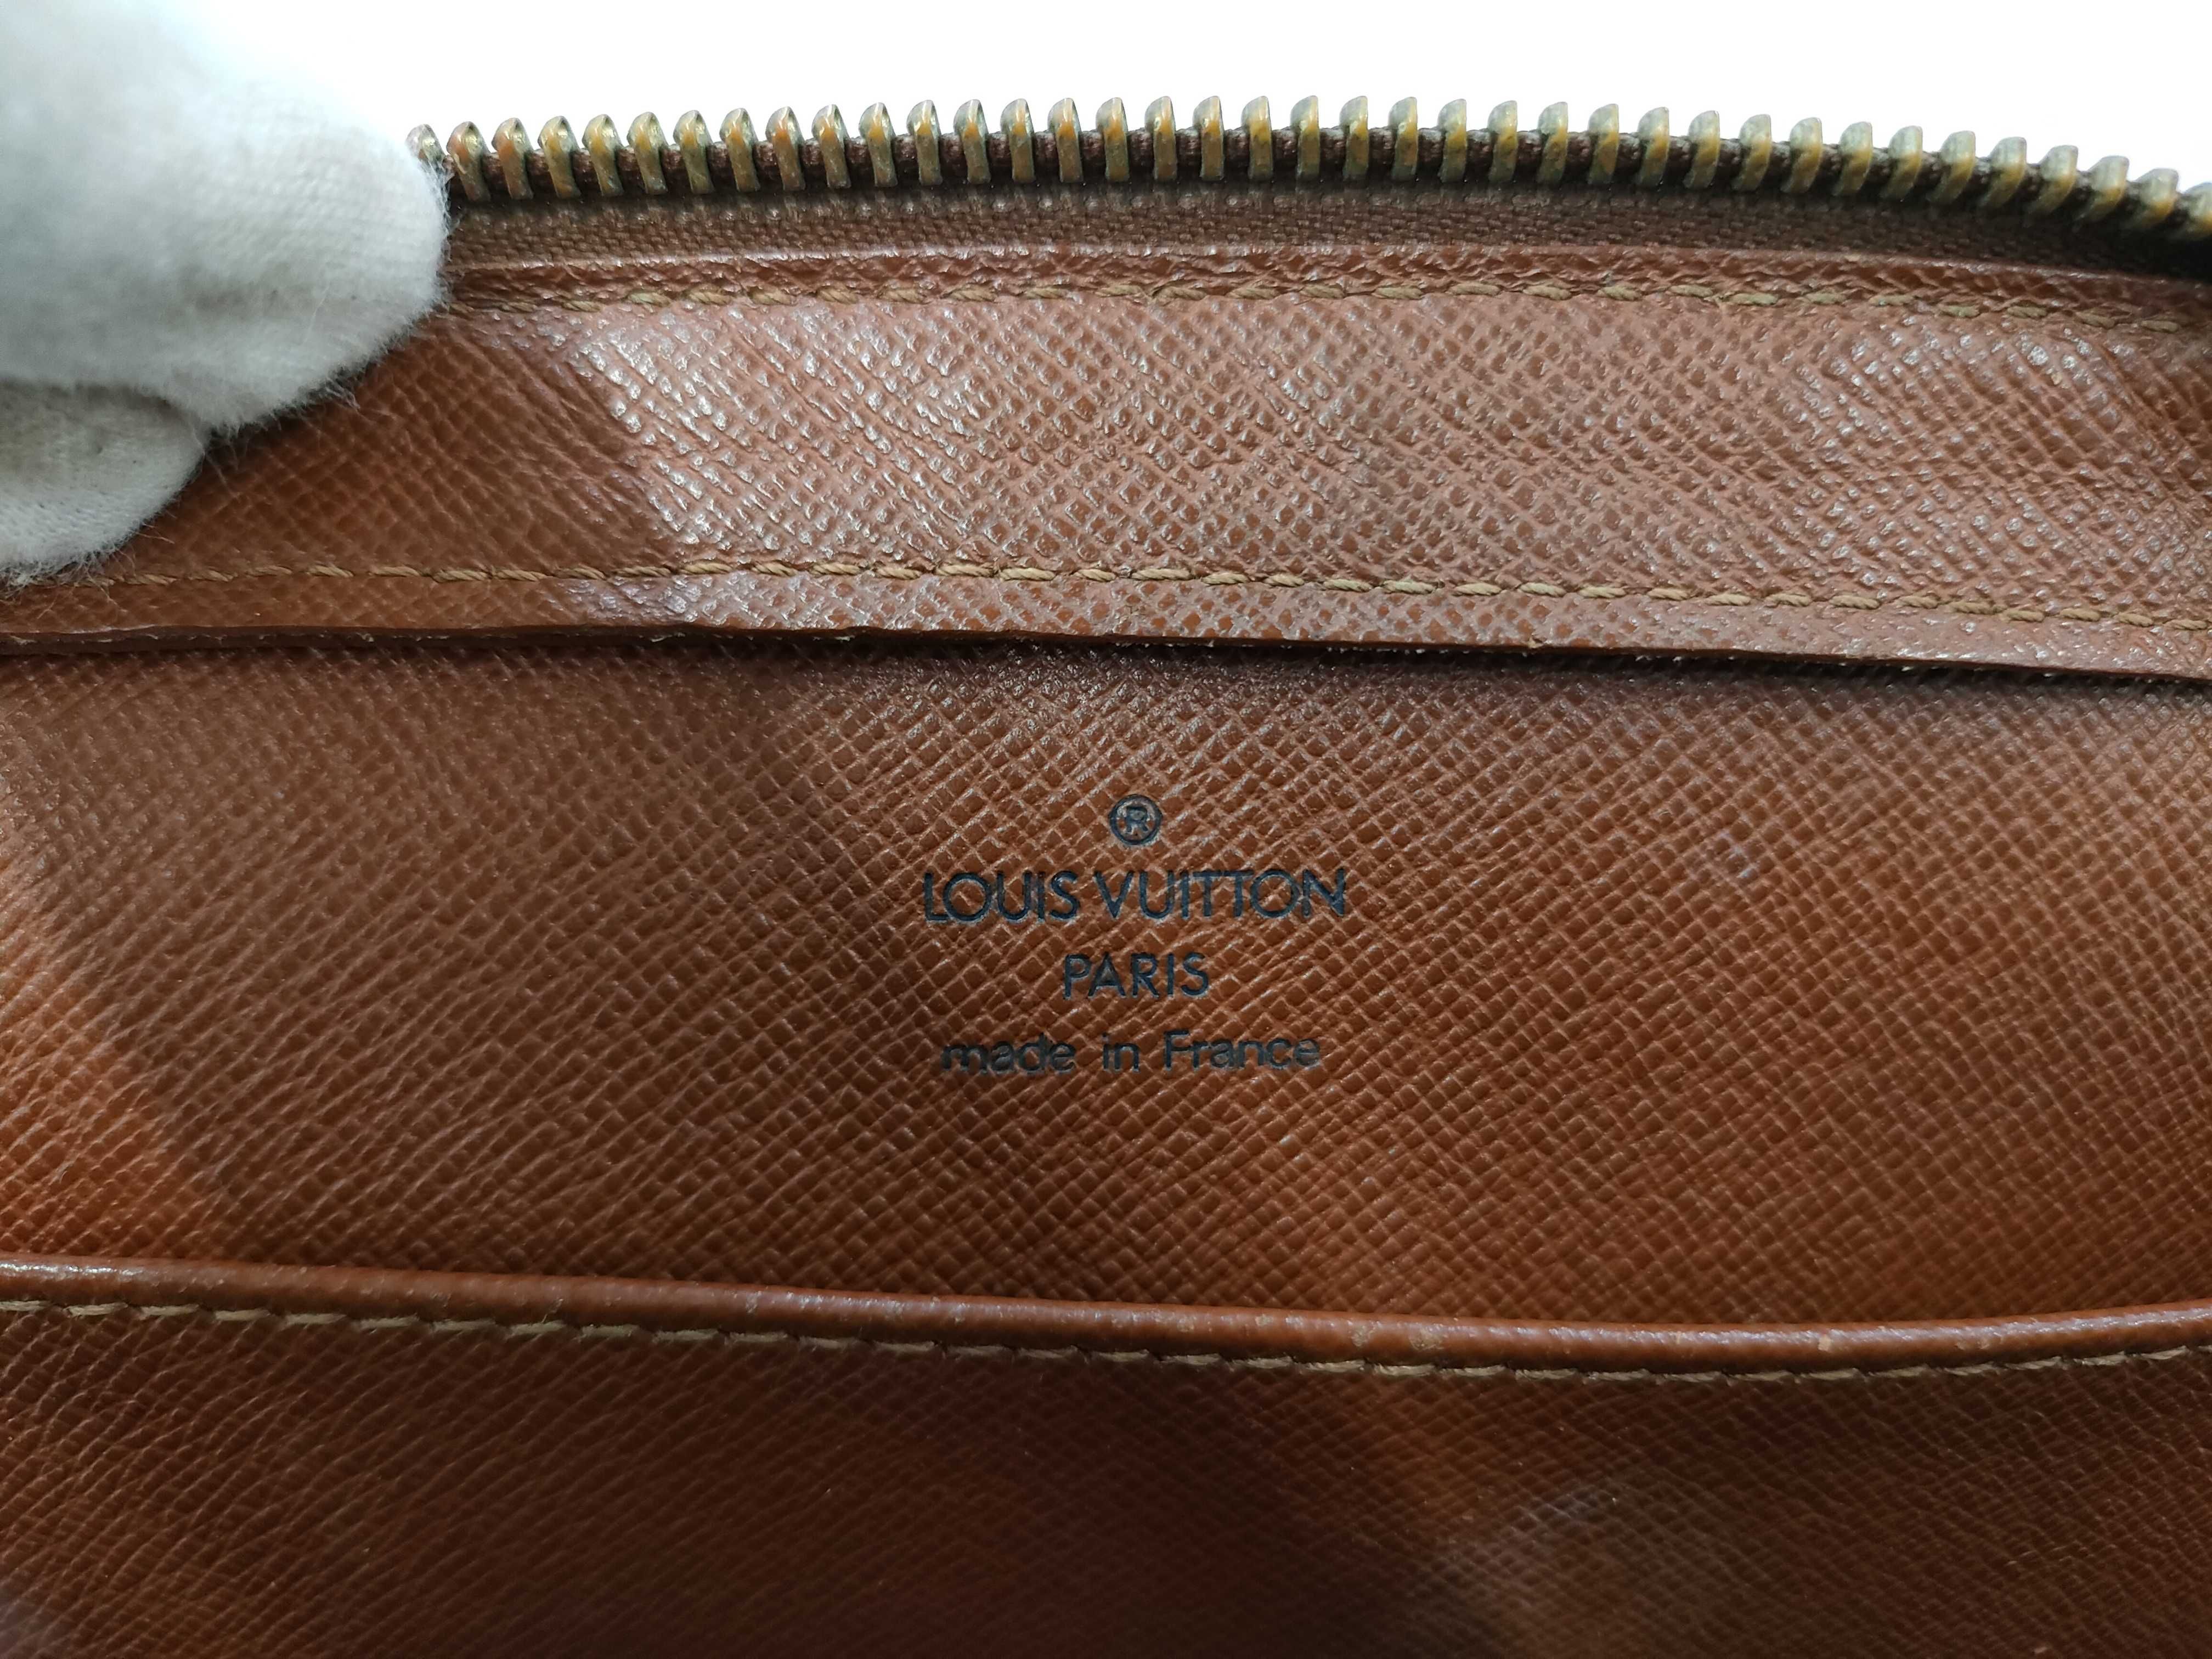 ®
LOUIS VUITTON
PARIS
made in France